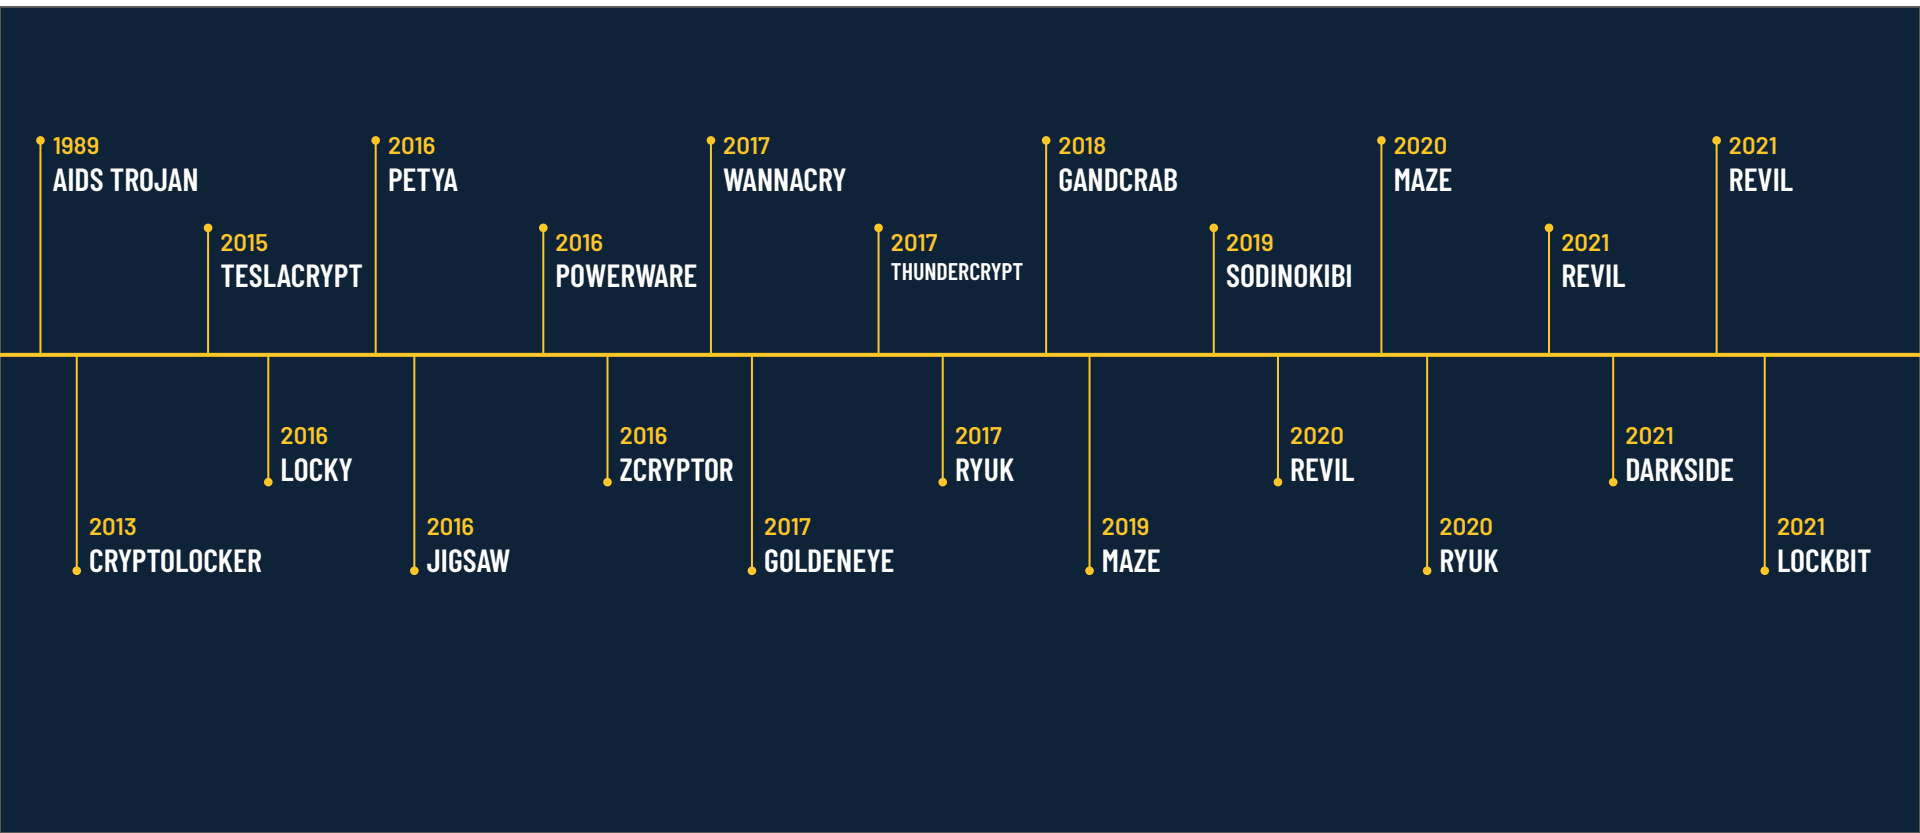 1989
AIDS TROJAN
2016
PETYA
2017
WANNACRY
2018
GANDCRAB
2020
MAZE
2021
REVIL
2015
TESLACRYPT
2016
POWERWARE
2017
THUNDERCRYPT
2019
SODINOKIBI
2021
REVIL
2016
LOCKY
2016
ZCRYPTOR
2017
RYUK
2020
REVIL
2021
DARKSIDE
2013
CRYPTOLOCKER
2016
JIGSAW
2017
GOLDENEYE
2019
MAZE
2020
RYUK
2021
LOCKBIT